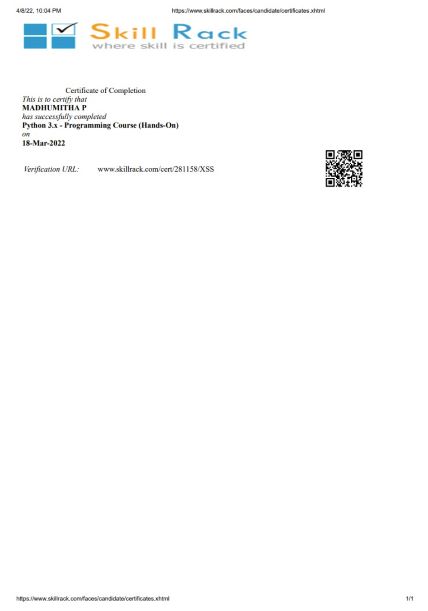 4/8/22, 10:04 PM https://www.skillrack.com/faces/candidate/certificates.xhtml
Skill Rack
where skill is certified
Certificate of Completion
This is to certify that
MADHUMITHA P
has successfully completed
Python 3.x - Programming Course (Hands-On)
on
18-Mar-2022
Verification URL: www.skillrack.com/cert/281158/XSS
https://www.skillrack.com/faces/candidate/certificates.xhtml 1/1